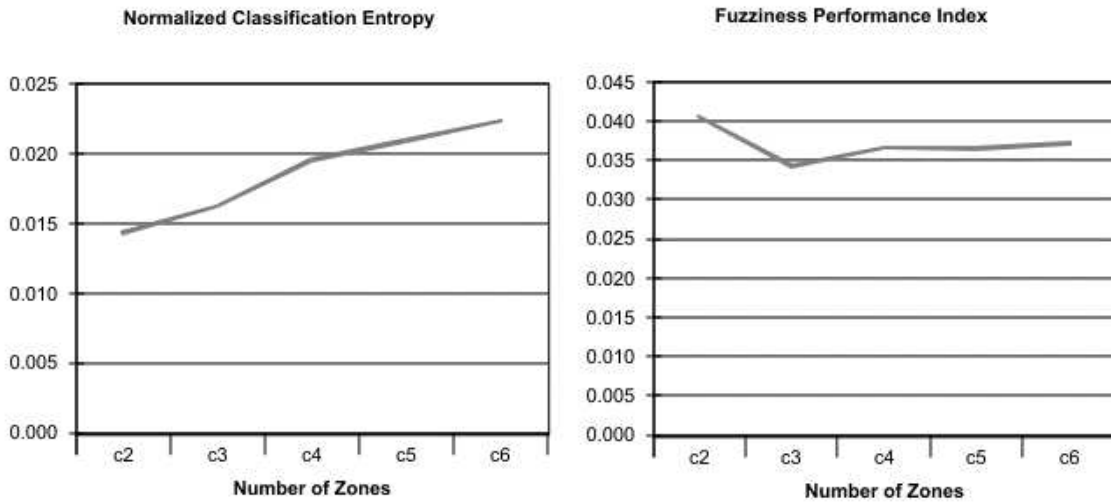 Normalized Classification Entropy
0.025
0.020
0.015
0.010
0.005
0.000
c2 c3 c4 c5 c6
Number of Zones
Fuzziness Performance Index
0.045
0.040
0.035
0.030
0.025
0.020
0.015
0.010
0.005
0.000
c2 c3 c4 c5 c6
Number of Zones